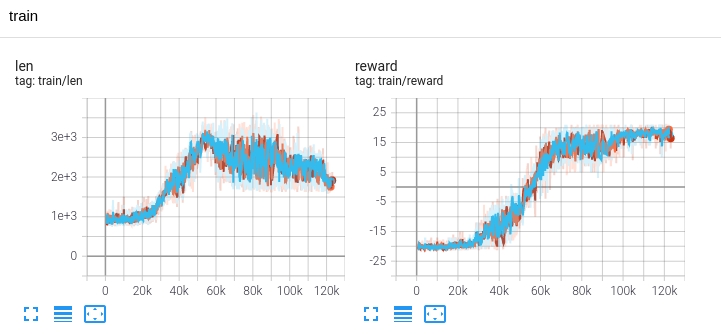 train
len
tag: train/len
3e+3
2e+3
1e+3
0
0 20k 40k 60k 80k 100k 120k
reward
tag: train/reward
25
15
5
-5
-15
-25
0 20k 40k 60k 80k 100k 120k